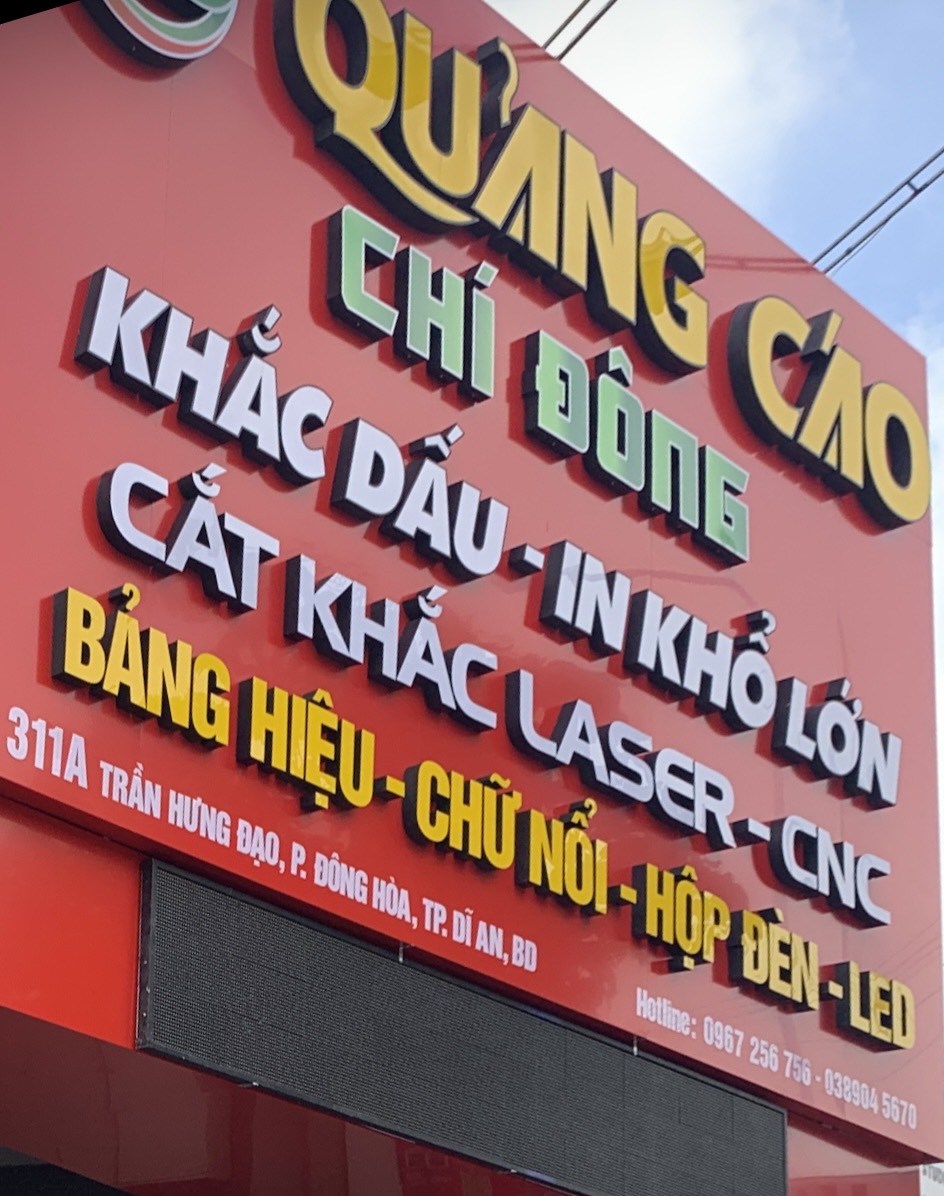 QUẢNG CÁO
CHÍ ĐÔNG
KHẮC DẤU - IN KHỔ LỚN
CẮT KHẮC LASER - CNC
BẢNG HIỆU - CHỮ NỔI - HỘP ĐÈN - LED
311A TRẦN HƯNG ĐẠO, P. ĐÔNG HÒA, TP. DĨ AN, BD
Hotline: 0967 256 756 - 038904 5670